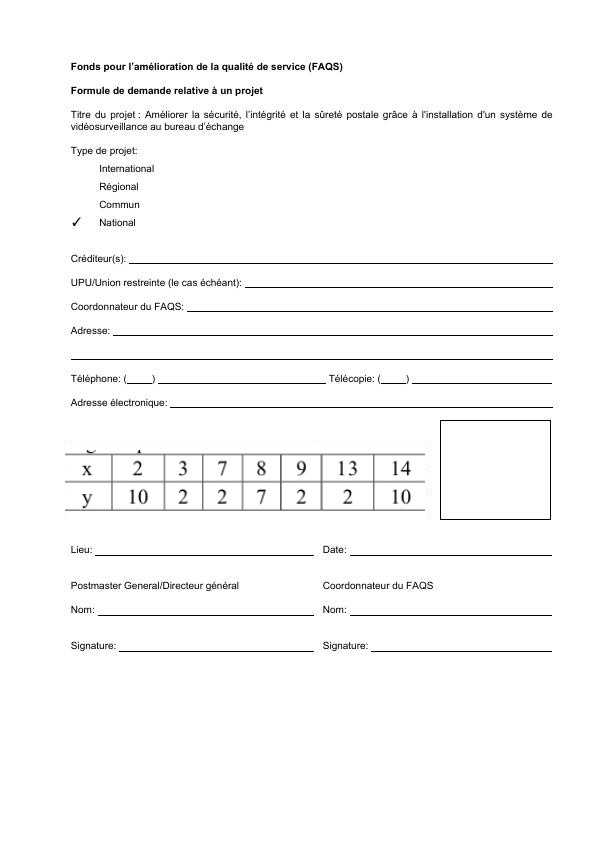 Fonds pour l'amélioration de la qualité de service (FAQS)
Formule de demande relative à un projet
Titre du projet : Améliorer la sécurité, l'intégrité et la sûreté postale grâce à l'installation d'un système de
vidéosurveillance au bureau d'échange
Type de projet:
International
Régional
Commun
✓ National
Créditeur(s):
UPU/Union restreinte (le cas échéant):
Coordonnateur du FAQS:
Adresse:
Téléphone: (____) Télécopie: (____)
Adresse électronique:
x 2 3 7 8 9 13 14
y 10 2 2 7 2 2 10
Lieu: Date:
Postmaster General/Directeur général Coordonnateur du FAQS
Nom: Nom:
Signature: Signature: